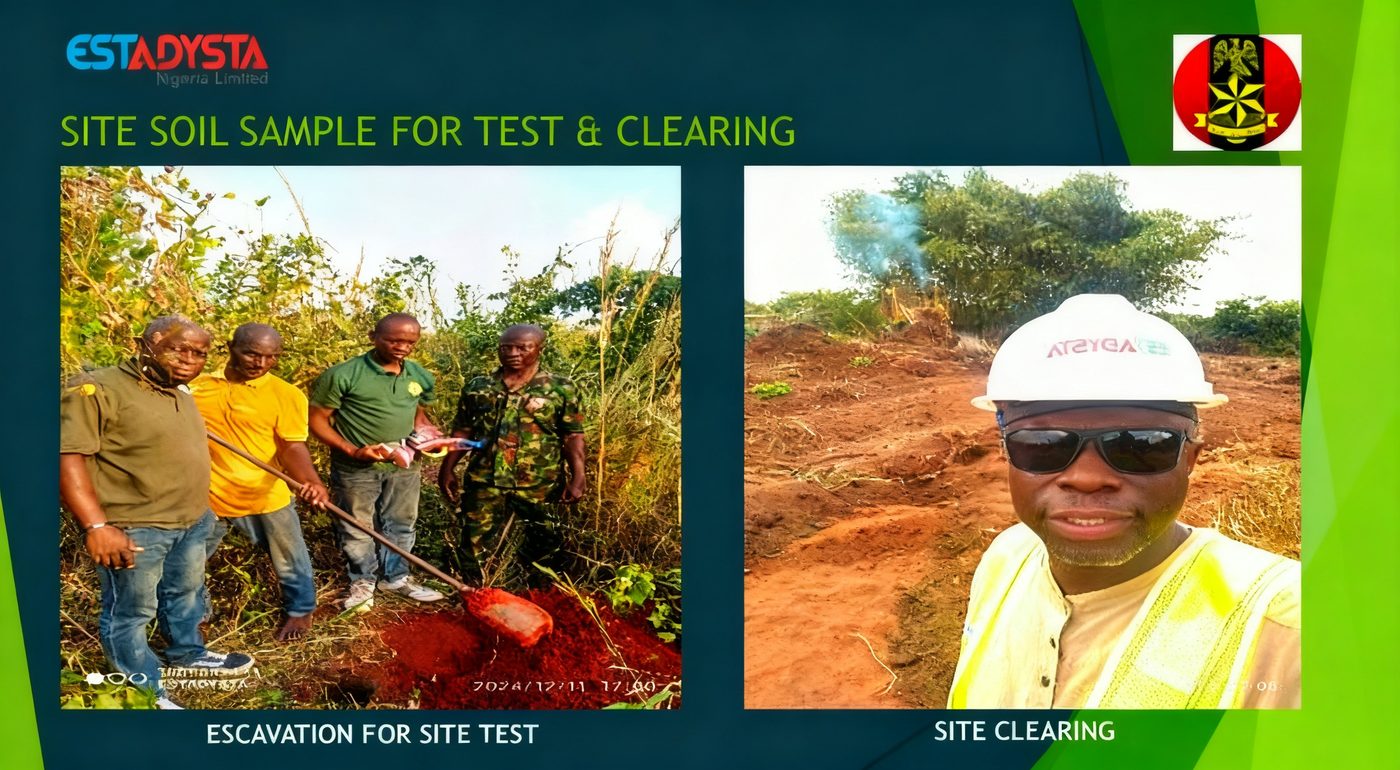 ESTADYSTA
Nigeria Limited
SITE SOIL SAMPLE FOR TEST & CLEARING
ESCAVATION FOR SITE TEST
SITE CLEARING